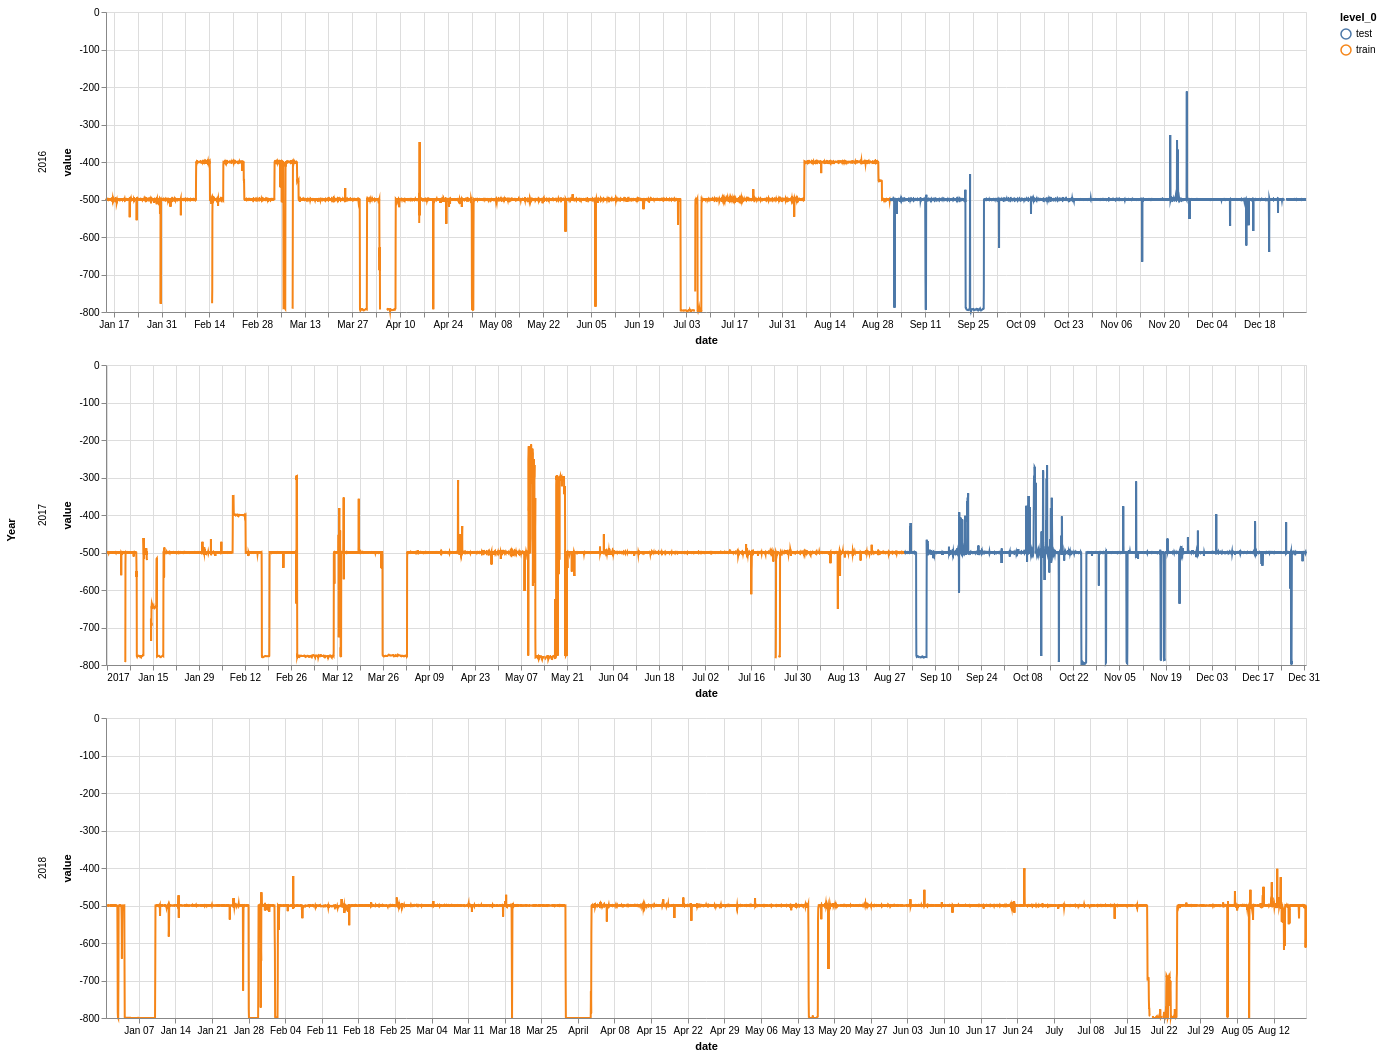 level_0
test
train
Year
2016
value
0
-100
-200
-300
-400
-500
-600
-700
-800
Jan 17 Jan 31 Feb 14 Feb 28 Mar 13 Mar 27 Apr 10 Apr 24 May 08 May 22 Jun 05 Jun 19 Jul 03 Jul 17 Jul 31 Aug 14 Aug 28 Sep 11 Sep 25 Oct 09 Oct 23 Nov 06 Nov 20 Dec 04 Dec 18
date
2017
value
0
-100
-200
-300
-400
-500
-600
-700
-800
2017 Jan 15 Jan 29 Feb 12 Feb 26 Mar 12 Mar 26 Apr 09 Apr 23 May 07 May 21 Jun 04 Jun 18 Jul 02 Jul 16 Jul 30 Aug 13 Aug 27 Sep 10 Sep 24 Oct 08 Oct 22 Nov 05 Nov 19 Dec 03 Dec 17 Dec 31
date
2018
value
0
-100
-200
-300
-400
-500
-600
-700
-800
Jan 07 Jan 14 Jan 21 Jan 28 Feb 04 Feb 11 Feb 18 Feb 25 Mar 04 Mar 11 Mar 18 Mar 25 April Apr 08 Apr 15 Apr 22 Apr 29 May 06 May 13 May 20 May 27 Jun 03 Jun 10 Jun 17 Jun 24 July Jul 08 Jul 15 Jul 22 Jul 29 Aug 05 Aug 12
date